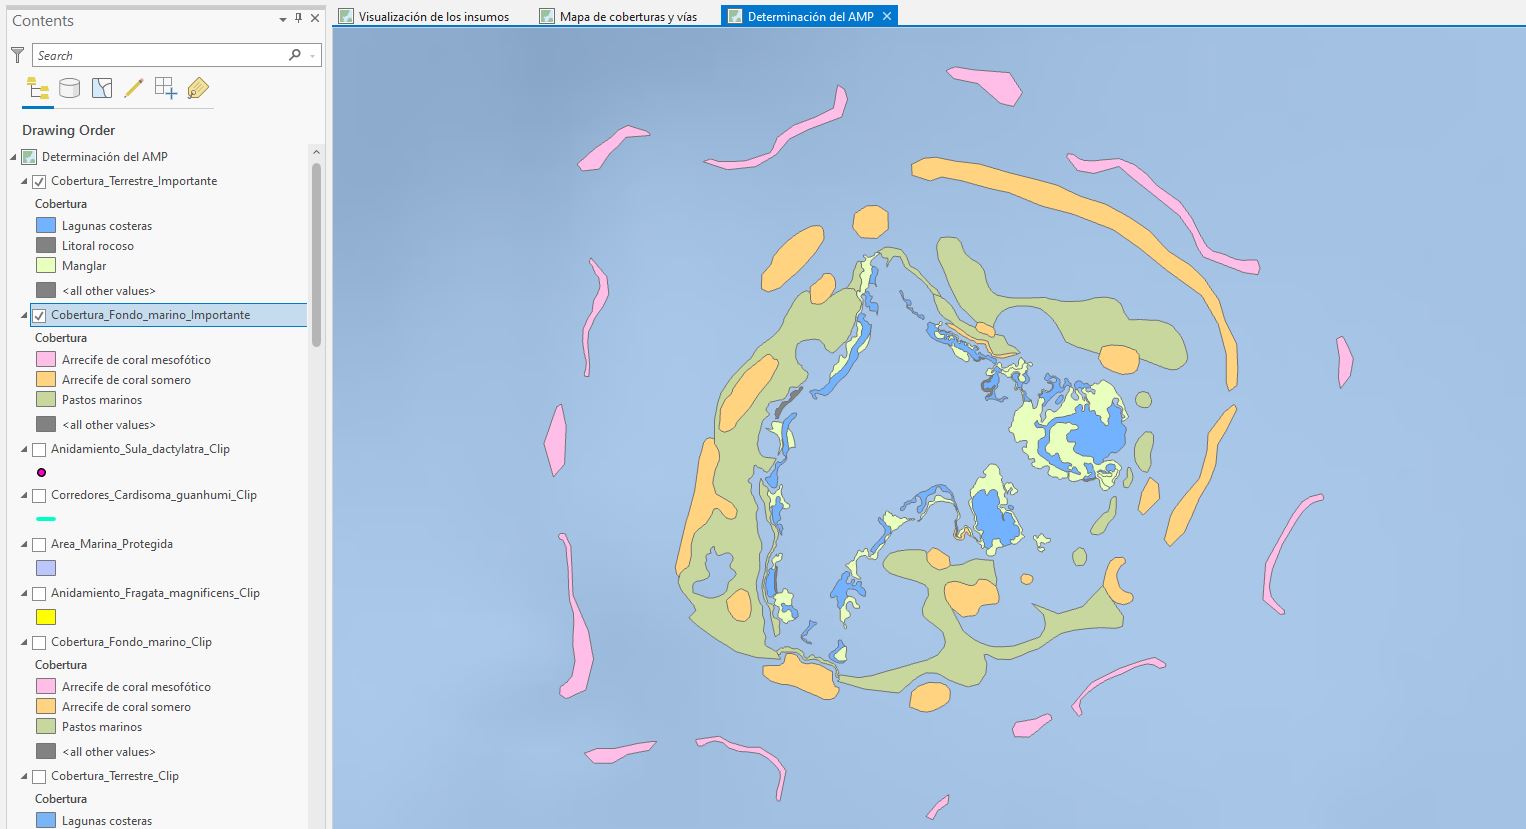 Contents
Search
Drawing Order
Determinación del AMP
Cobertura_Terrestre_Importante
Cobertura
Lagunas costeras
Litoral rocoso
Manglar
<all other values>
Cobertura_Fondo_marino_Importante
Cobertura
Arrecife de coral mesofótico
Arrecife de coral somero
Pastos marinos
<all other values>
Anidamiento_Sula_dactylatra_Clip
Corredores_Cardisoma_guanhumi_Clip
Area_Marina_Protegida
Anidamiento_Fragata_magnificens_Clip
Cobertura_Fondo_marino_Clip
Cobertura
Arrecife de coral mesofótico
Arrecife de coral somero
Pastos marinos
<all other values>
Cobertura_Terrestre_Clip
Cobertura
Lagunas costeras
Visualización de los insumos
Mapa de coberturas y vías
Determinación del AMP